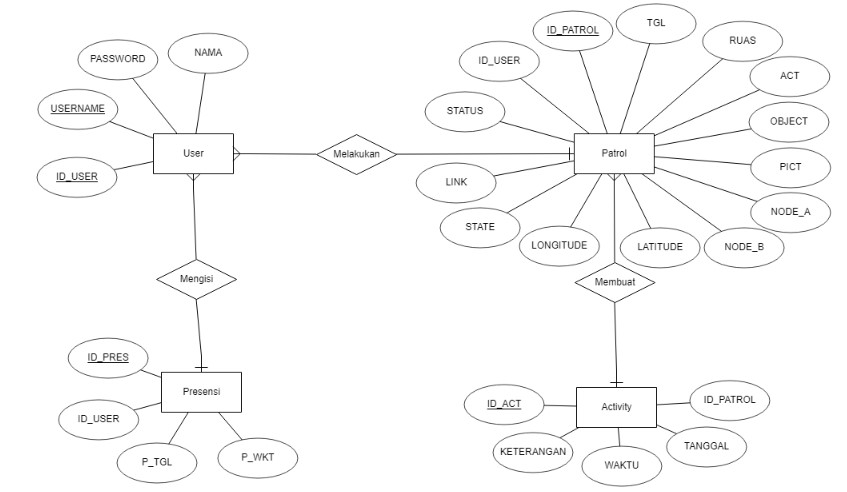 PASSWORD
NAMA
USERNAME
ID_USER
User
Melakukan
ID_PATROL
TGL
ID_USER
RUAS
STATUS
ACT
OBJECT
Patrol
PICT
LINK
NODE_A
STATE
LONGITUDE
LATITUDE
NODE_B
Mengisi
Membuat
ID_PRES
Presensi
ID_USER
P_TGL
P_WKT
ID_ACT
Activity
ID_PATROL
KETERANGAN
WAKTU
TANGGAL